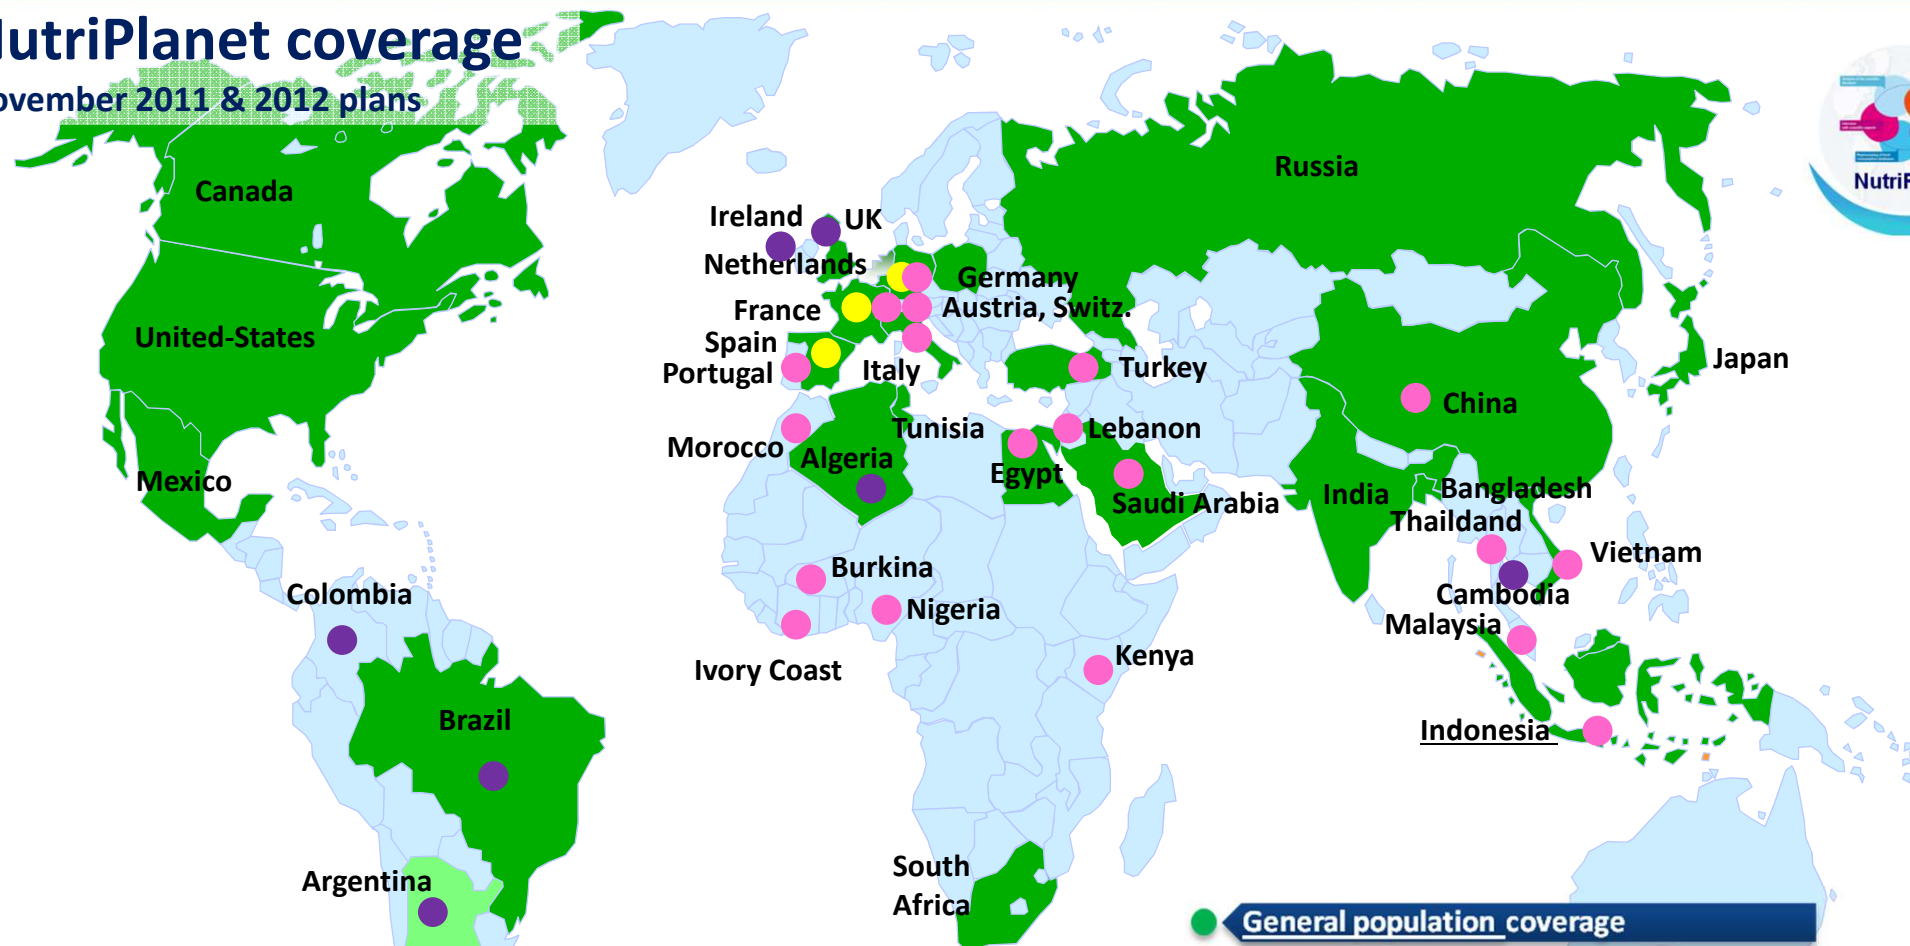 lutriPlanet coverage
ovember 2011 & 2012 plans
NutriF
Canada
Russia
Ireland
UK
Netherlands
Germany
France
Austria, Switz.
United-States
Spain
Portugal
Italy
Turkey
Japan
China
Morocco
Tunisia
Lebanon
Algeria
Egypt
Mexico
Saudi Arabia
India
Bangladesh
Thaildand
Vietnam
Burkina
Cambodia
Colombia
Nigeria
Malaysia
Ivory Coast
Kenya
Brazil
Indonesia
Argentina
South
Africa
General population coverage